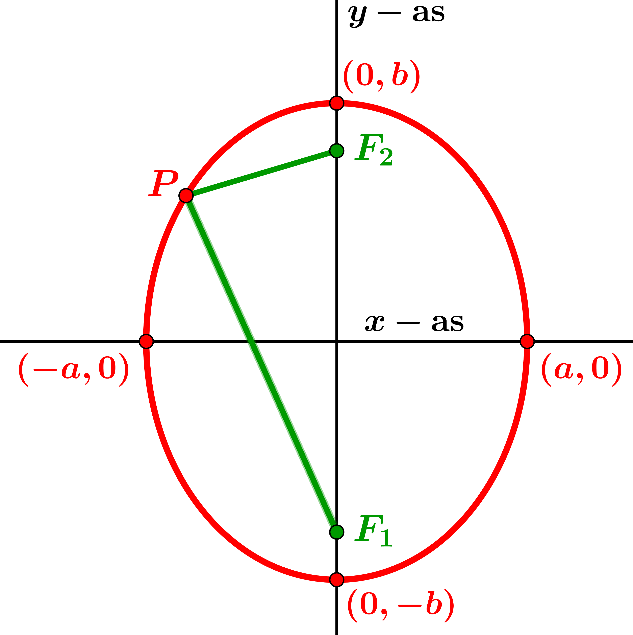 y − as
(0, b)
F₂
P
x − as
(−a, 0)
(a, 0)
F₁
(0, −b)